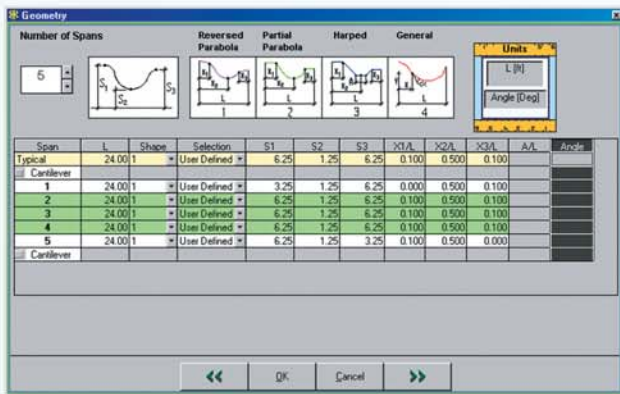 Geometry
Number of Spans
5
S1 S2 S3
Reversed Parabola
Partial Parabola
Harped
General
L
1
L
2
L
3
L
4
Units
L [ft]
Angle [Deg]
Span L Shape Selection S1 S2 S3 X1/L X2/L X3/L A/L Angle
Typical 24.00 1 User Defined 6.25 1.25 6.25 0.100 0.500 0.100
Cantilever
1 24.00 1 User Defined 3.25 1.25 6.25 0.000 0.500 0.100
2 24.00 1 User Defined 6.25 1.25 6.25 0.100 0.500 0.100
3 24.00 1 User Defined 6.25 1.25 6.25 0.100 0.500 0.100
4 24.00 1 User Defined 6.25 1.25 6.25 0.100 0.500 0.100
5 24.00 1 User Defined 6.25 1.25 3.25 0.100 0.500 0.000
Cantilever
<<
OK
Cancel
>>